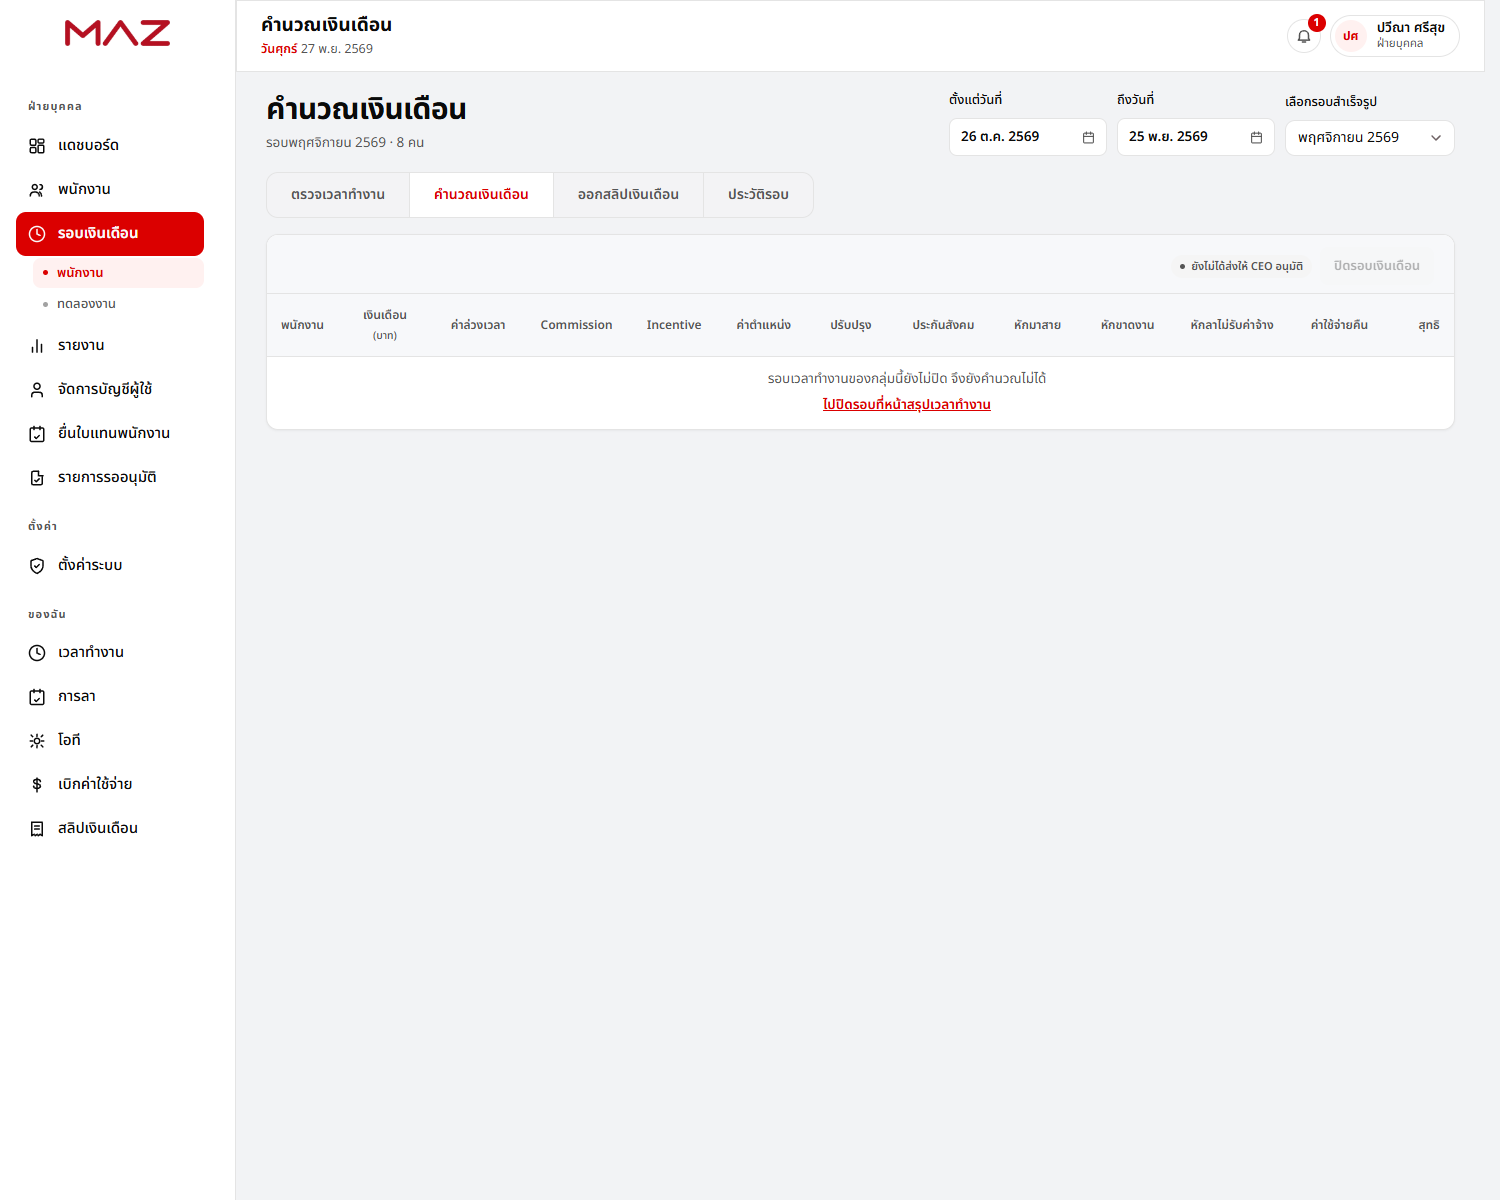 MAZ
ฝ่ายบุคคล
แดชบอร์ด
พนักงาน
รอบเงินเดือน
พนักงาน
ทดลองงาน
รายงาน
จัดการบัญชีผู้ใช้
ยื่นใบแทนพนักงาน
รายการรออนุมัติ
ตั้งค่า
ตั้งค่าระบบ
ของฉัน
เวลาทำงาน
การลา
โอที
เบิกค่าใช้จ่าย
สลิปเงินเดือน
คำนวณเงินเดือน
วันศุกร์ 27 พ.ย. 2569
1
ปศ
ปวีณา ศรีสุข
ฝ่ายบุคคล
คำนวณเงินเดือน
รอบพฤศจิกายน 2569 · 8 คน
ตั้งแต่วันที่
26 ต.ค. 2569
ถึงวันที่
25 พ.ย. 2569
เลือกรอบสำเร็จรูป
พฤศจิกายน 2569
ตรวจเวลาทำงาน
คำนวณเงินเดือน
ออกสลิปเงินเดือน
ประวัติรอบ
ยังไม่ได้ส่งให้ CEO อนุมัติ
ปิดรอบเงินเดือน
พนักงาน
เงินเดือน
(บาท)
ค่าล่วงเวลา
Commission
Incentive
ค่าตำแหน่ง
ปรับปรุง
ประกันสังคม
หักมาสาย
หักขาดงาน
หักลาไม่รับค่าจ้าง
ค่าใช้จ่ายคืน
สุทธิ
รอบเวลาทำงานของกลุ่มนี้ยังไม่ปิด จึงยังคำนวณไม่ได้
ไปปิดรอบที่หน้าสรุปเวลาทำงาน